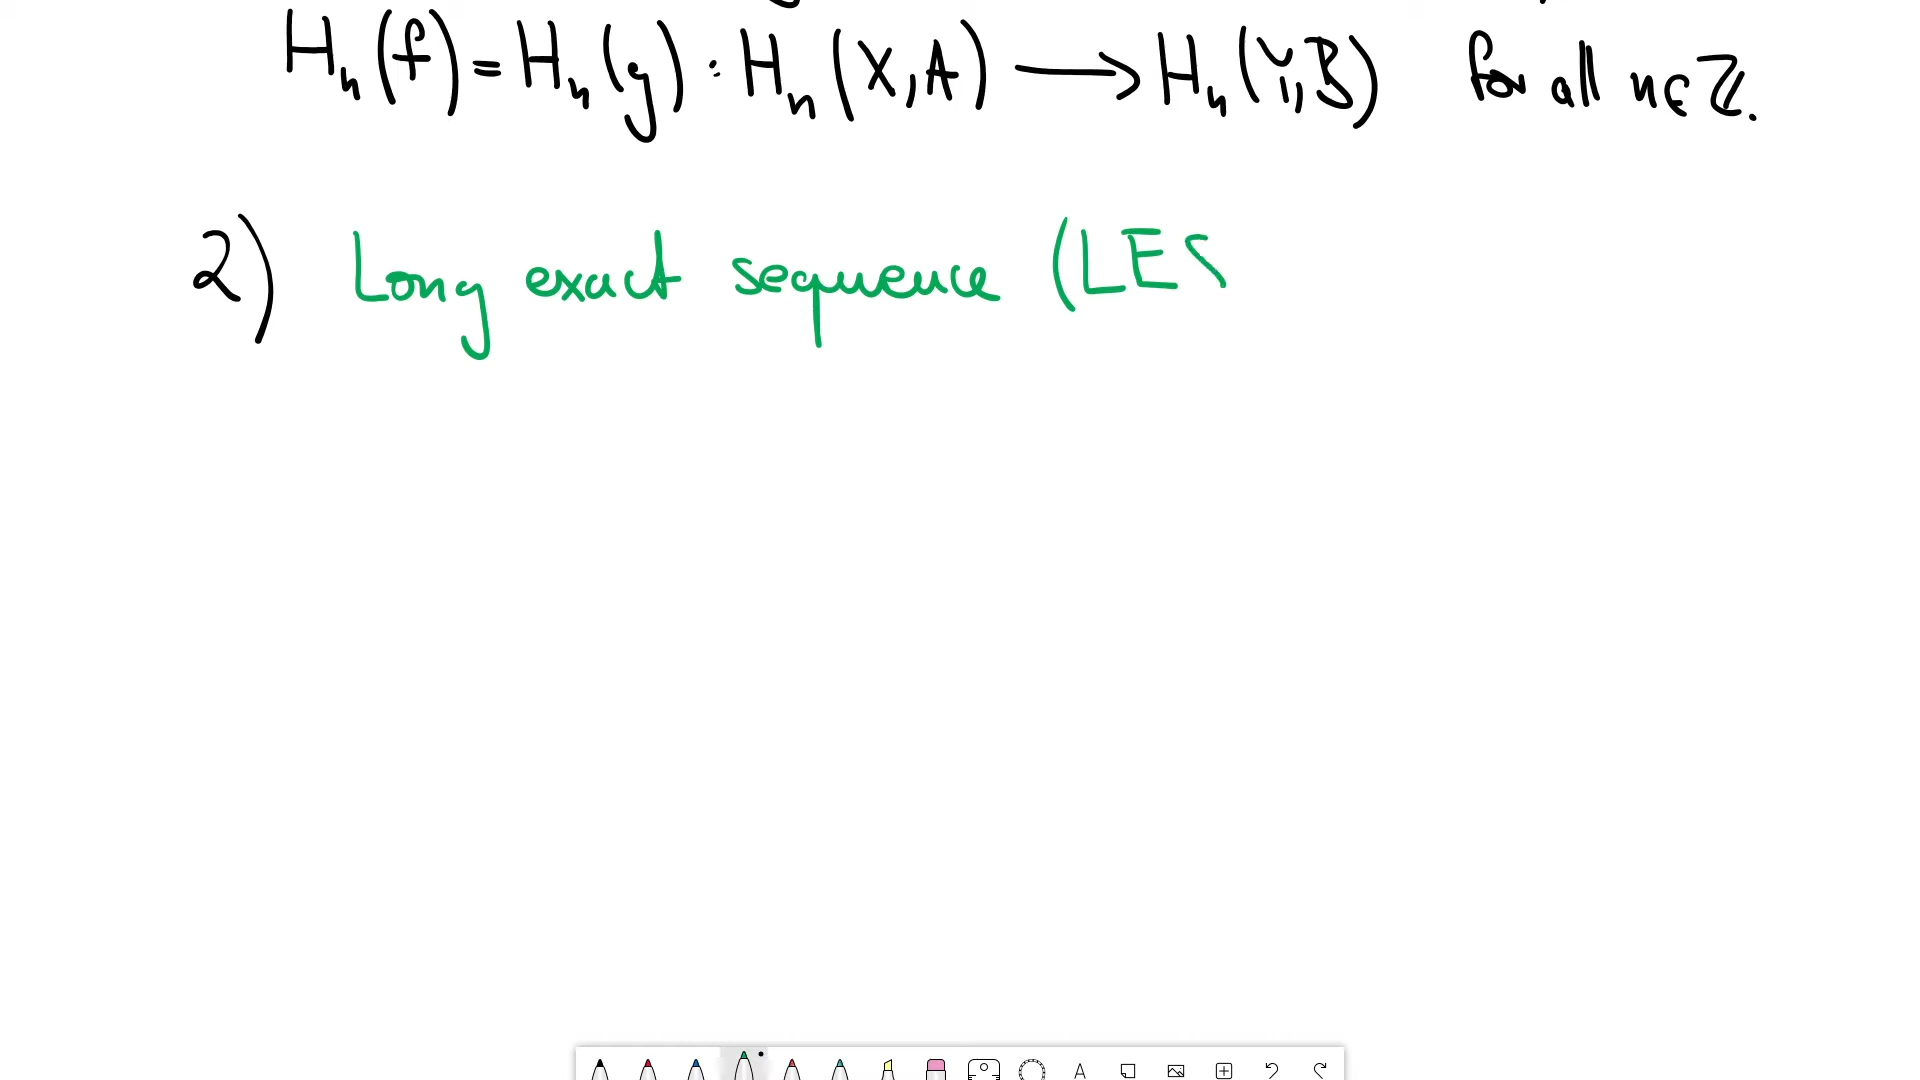 Hₙ(f) = Hₙ(g) : Hₙ(X,A) ⟶ Hₙ(Y,B) for all n∈ℤ.
2) Long exact sequence (LES